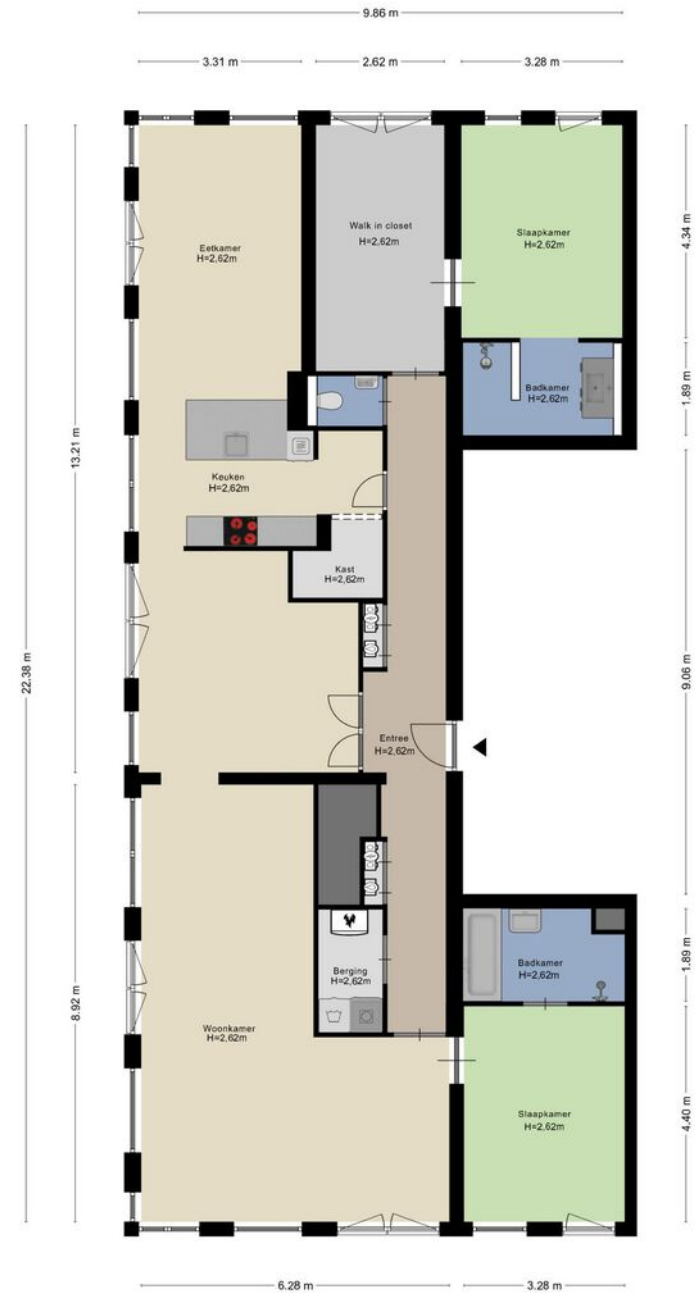 9.86 m
3.31 m
2.62 m
3.28 m
Eetkamer
H=2,62m
Walk in closet
H=2,62m
Slaapkamer
H=2,62m
4.34 m
Badkamer
H=2,62m
1.89 m
13.21 m
Keuken
H=2,62m
Kast
H=2,62m
22.38 m
9.06 m
Entree
H=2,62m
Badkamer
H=2,62m
1.89 m
Berging
H=2,62m
8.92 m
Woonkamer
H=2,62m
Slaapkamer
H=2,62m
4.40 m
6.28 m
3.28 m